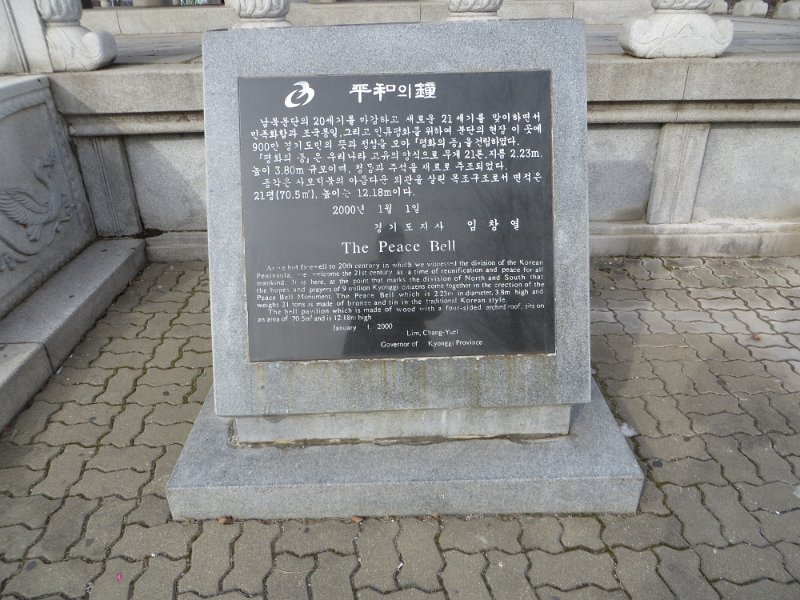 平和의鐘
남북분단의 20세기를 마감하고 새로운 21세기를 맞이하면서
민족화합과 조국통일, 그리고 인류평화를 위하여 분단의 현장 이 곳에
900만 경기도민의 뜻과 정성을 모아 「평화의 종」을 건립하였다.
「평화의 종」은 우리나라 고유의 양식으로 무게 21톤, 지름 2.23m,
높이 3.80m 규모이며, 청동과 주석을 재료로 주조되었다.
종각은 사모지붕의 아름다운 외관을 살린 목조구조로서 면적은
21평(70.5㎡), 높이는 12.18m이다.
2000년 1월 1일
경기도지사 임창열
The Peace Bell
As we bid farewell to 20th century in which we witnessed the division of the Korean
Peninsula, we welcome the 21st century as a time of reunification and peace for all
mankind. It is here, at the point that marks the division of North and South that
the hopes and prayers of 9 million Kyonggi citizens come together in the erection of the
Peace Bell Monument. The Peace Bell which is 2.23m in diameter, 3.8m high and
weight 21 tons is made of bronze and tin in the traditional Korean style.
The bell pavilion which is made of wood with a four-sided arched roof, sits on
an area of 70.5m² and is 12.18m high
January 1, 2000
Lim, Chang-Yuel
Governor of Kyonggi Province